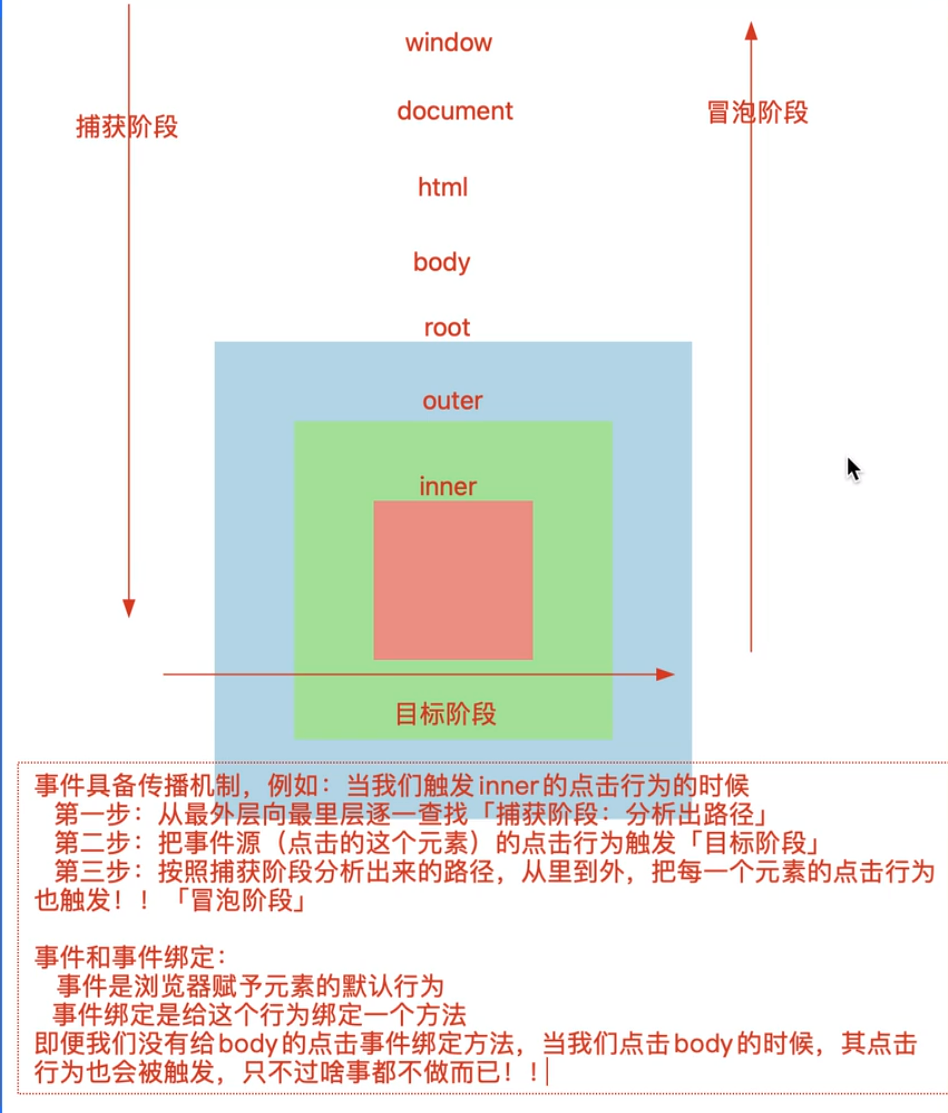 window
document
捕获阶段
冒泡阶段
html
body
root
outer
inner
目标阶段
事件具备传播机制，例如：当我们触发inner的点击行为的时候
第一步：从最外层向最里层逐一查找「捕获阶段：分析出路径」
第二步：把事件源（点击的这个元素）的点击行为触发「目标阶段」
第三步：按照捕获阶段分析出来的路径，从里到外，把每一个元素的点击行为
也触发！！「冒泡阶段」
事件和事件绑定：
事件是浏览器赋予元素的默认行为
事件绑定是给这个行为绑定一个方法
即便我们没有给body的点击事件绑定方法，当我们点击body的时候，其点击
行为也会被触发，只不过啥事都不做而已！！